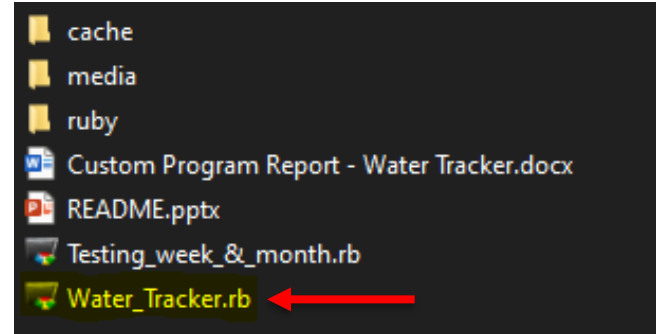 cache
media
ruby
Custom Program Report - Water Tracker.docx
README.pptx
Testing_week_&_month.rb
Water_Tracker.rb